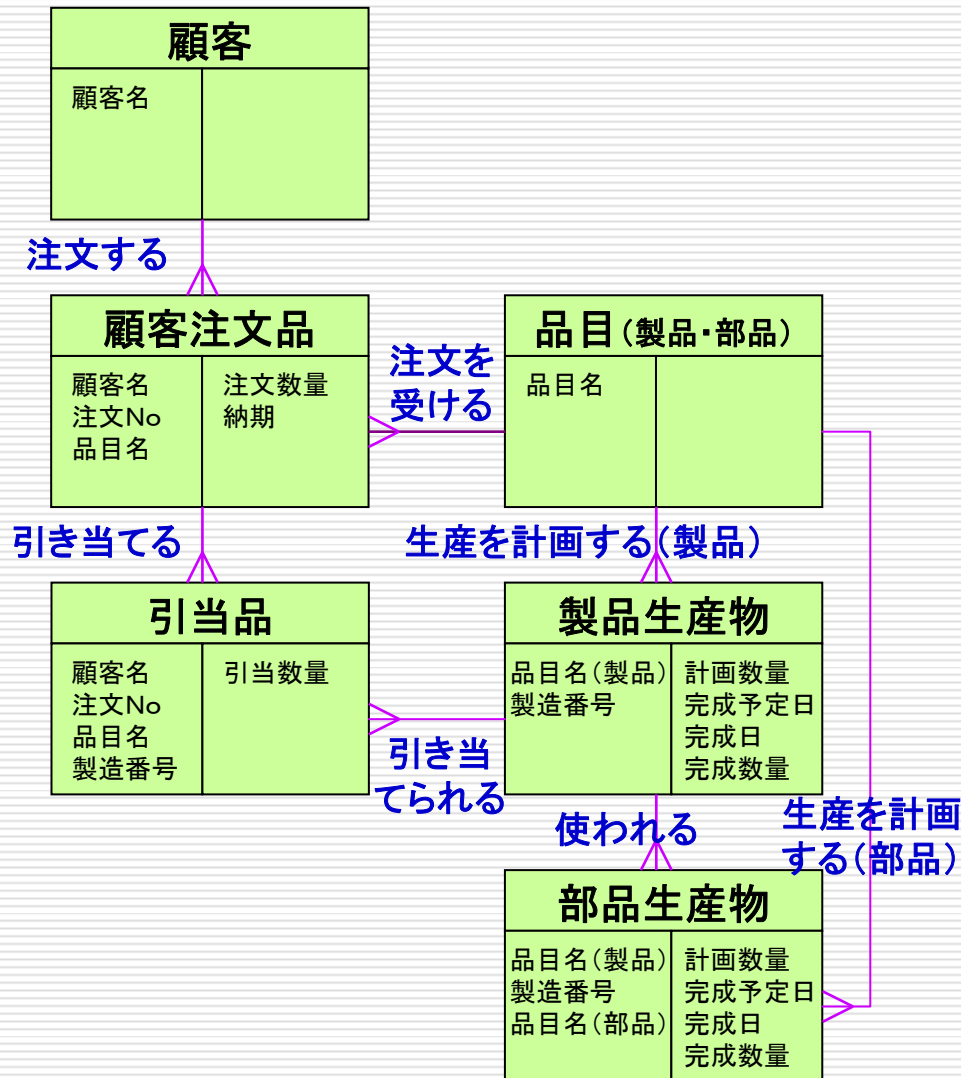 顧客
顧客名
注文する
顧客注文品
顧客名
注文No
品目名
注文数量
納期
注文を
受ける
品目(製品・部品)
品目名
引き当てる
生産を計画する(製品)
引当品
顧客名
注文No
品目名
製造番号
引当数量
引き当
てられる
製品生産物
品目名(製品)
製造番号
計画数量
完成予定日
完成日
完成数量
使われる
生産を計画
する(部品)
部品生産物
品目名(製品)
製造番号
品目名(部品)
計画数量
完成予定日
完成日
完成数量